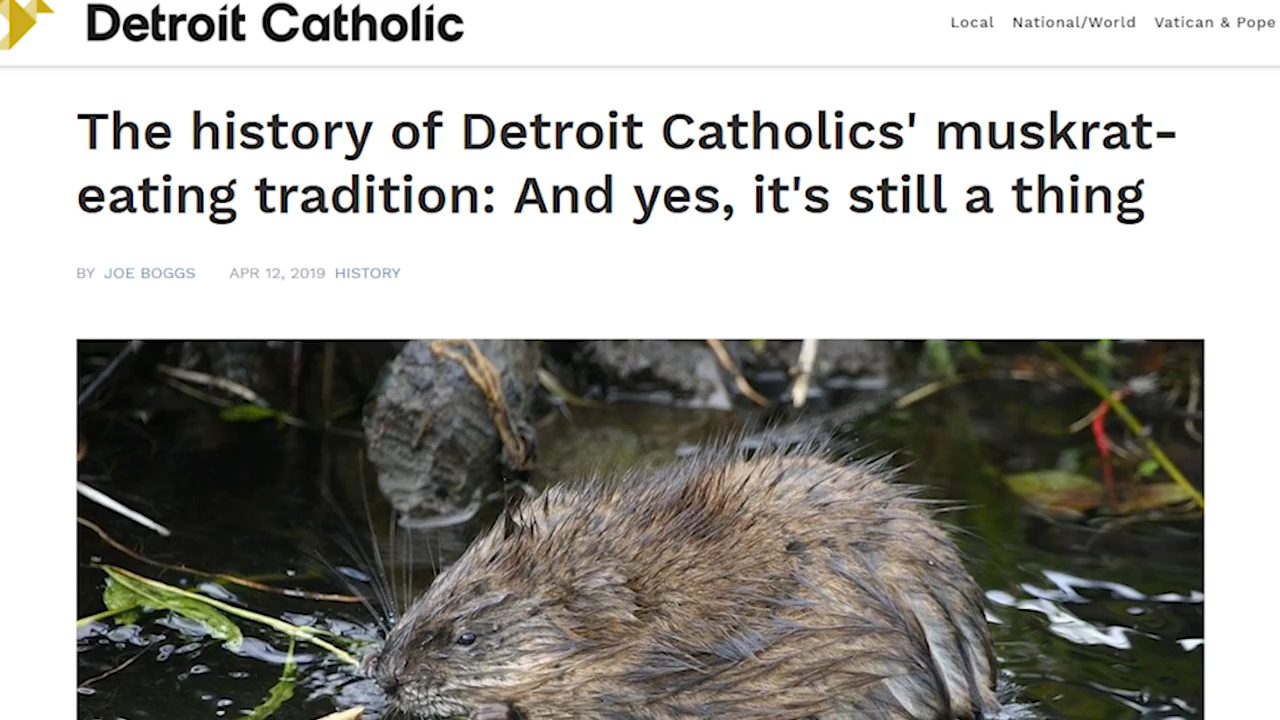 Detroit Catholic
Local National/World Vatican & Pope
The history of Detroit Catholics' muskrat-
eating tradition: And yes, it's still a thing
BY JOE BOGGS APR 12, 2019 HISTORY